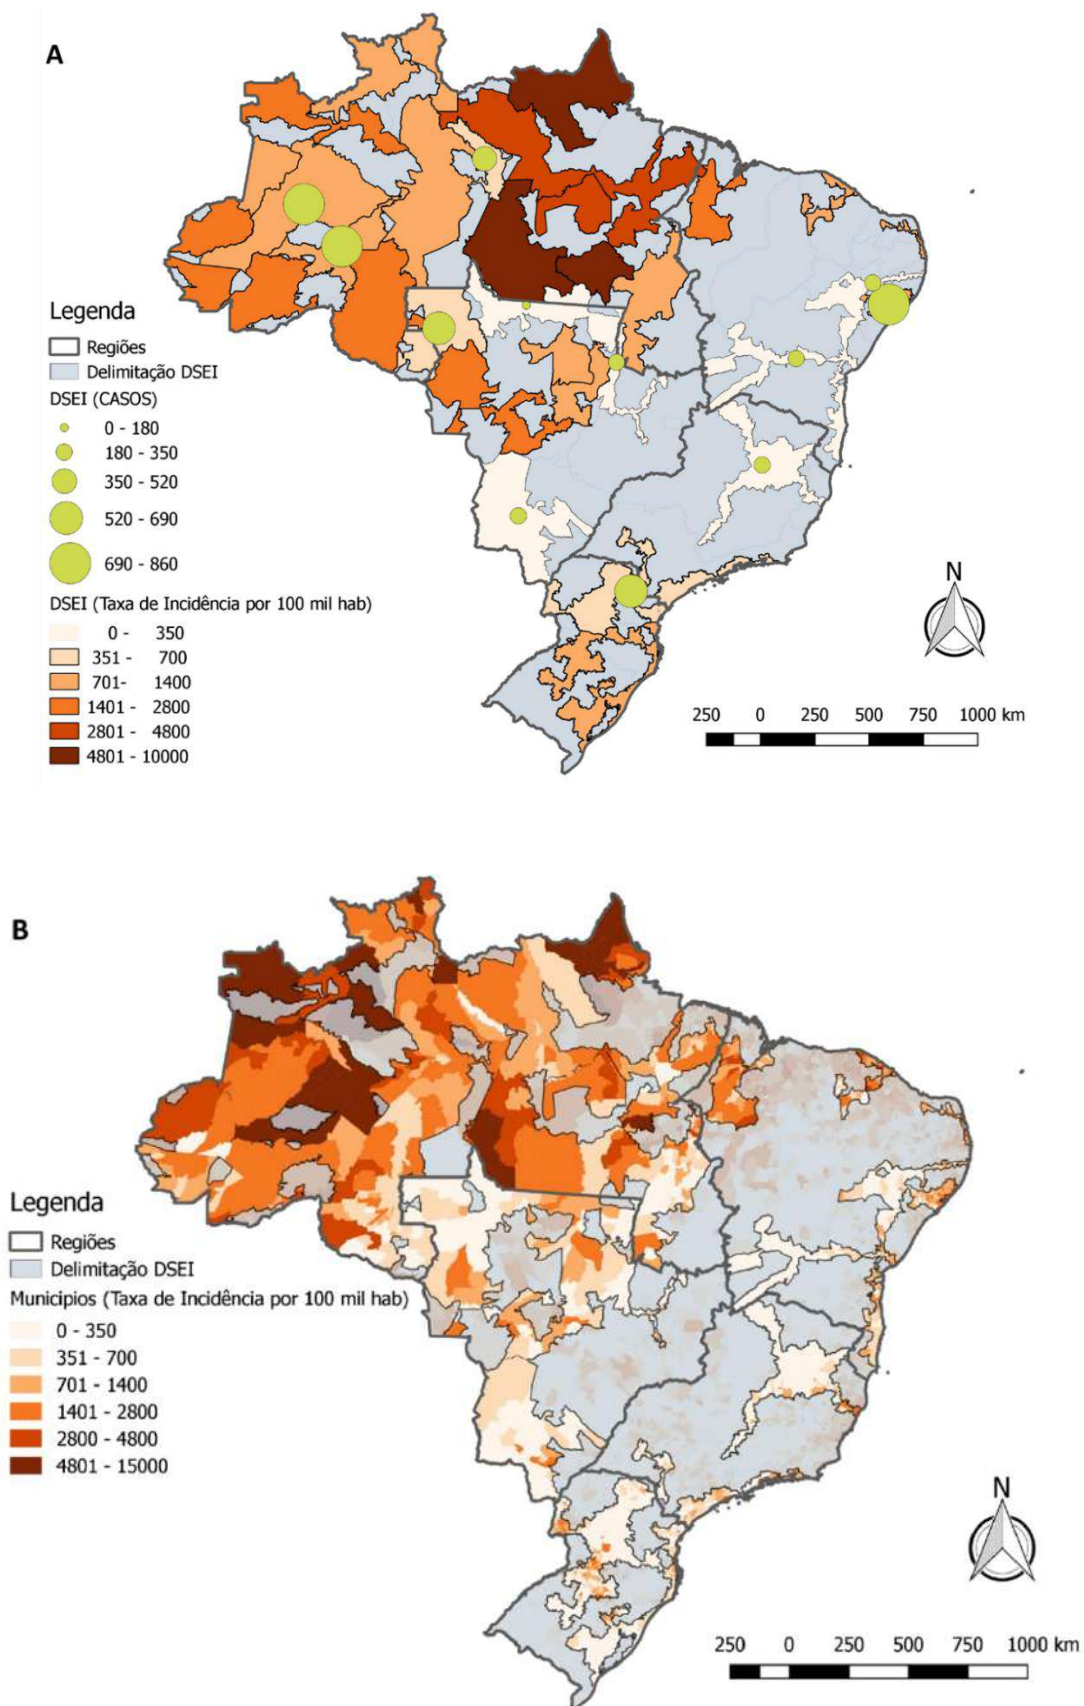 A
Legenda
Regiões
Delimitação DSEI
DSEI (CASOS)
0 - 180
180 - 350
350 - 520
520 - 690
690 - 860
DSEI (Taxa de Incidência por 100 mil hab)
0 - 350
351 - 700
701- 1400
1401 - 2800
2801 - 4800
4801 - 10000
N
250 0 250 500 750 1000 km
B
Legenda
Regiões
Delimitação DSEI
Municipios (Taxa de Incidência por 100 mil hab)
0 - 350
351 - 700
701 - 1400
1401 - 2800
2800 - 4800
4801 - 15000
N
250 0 250 500 750 1000 km